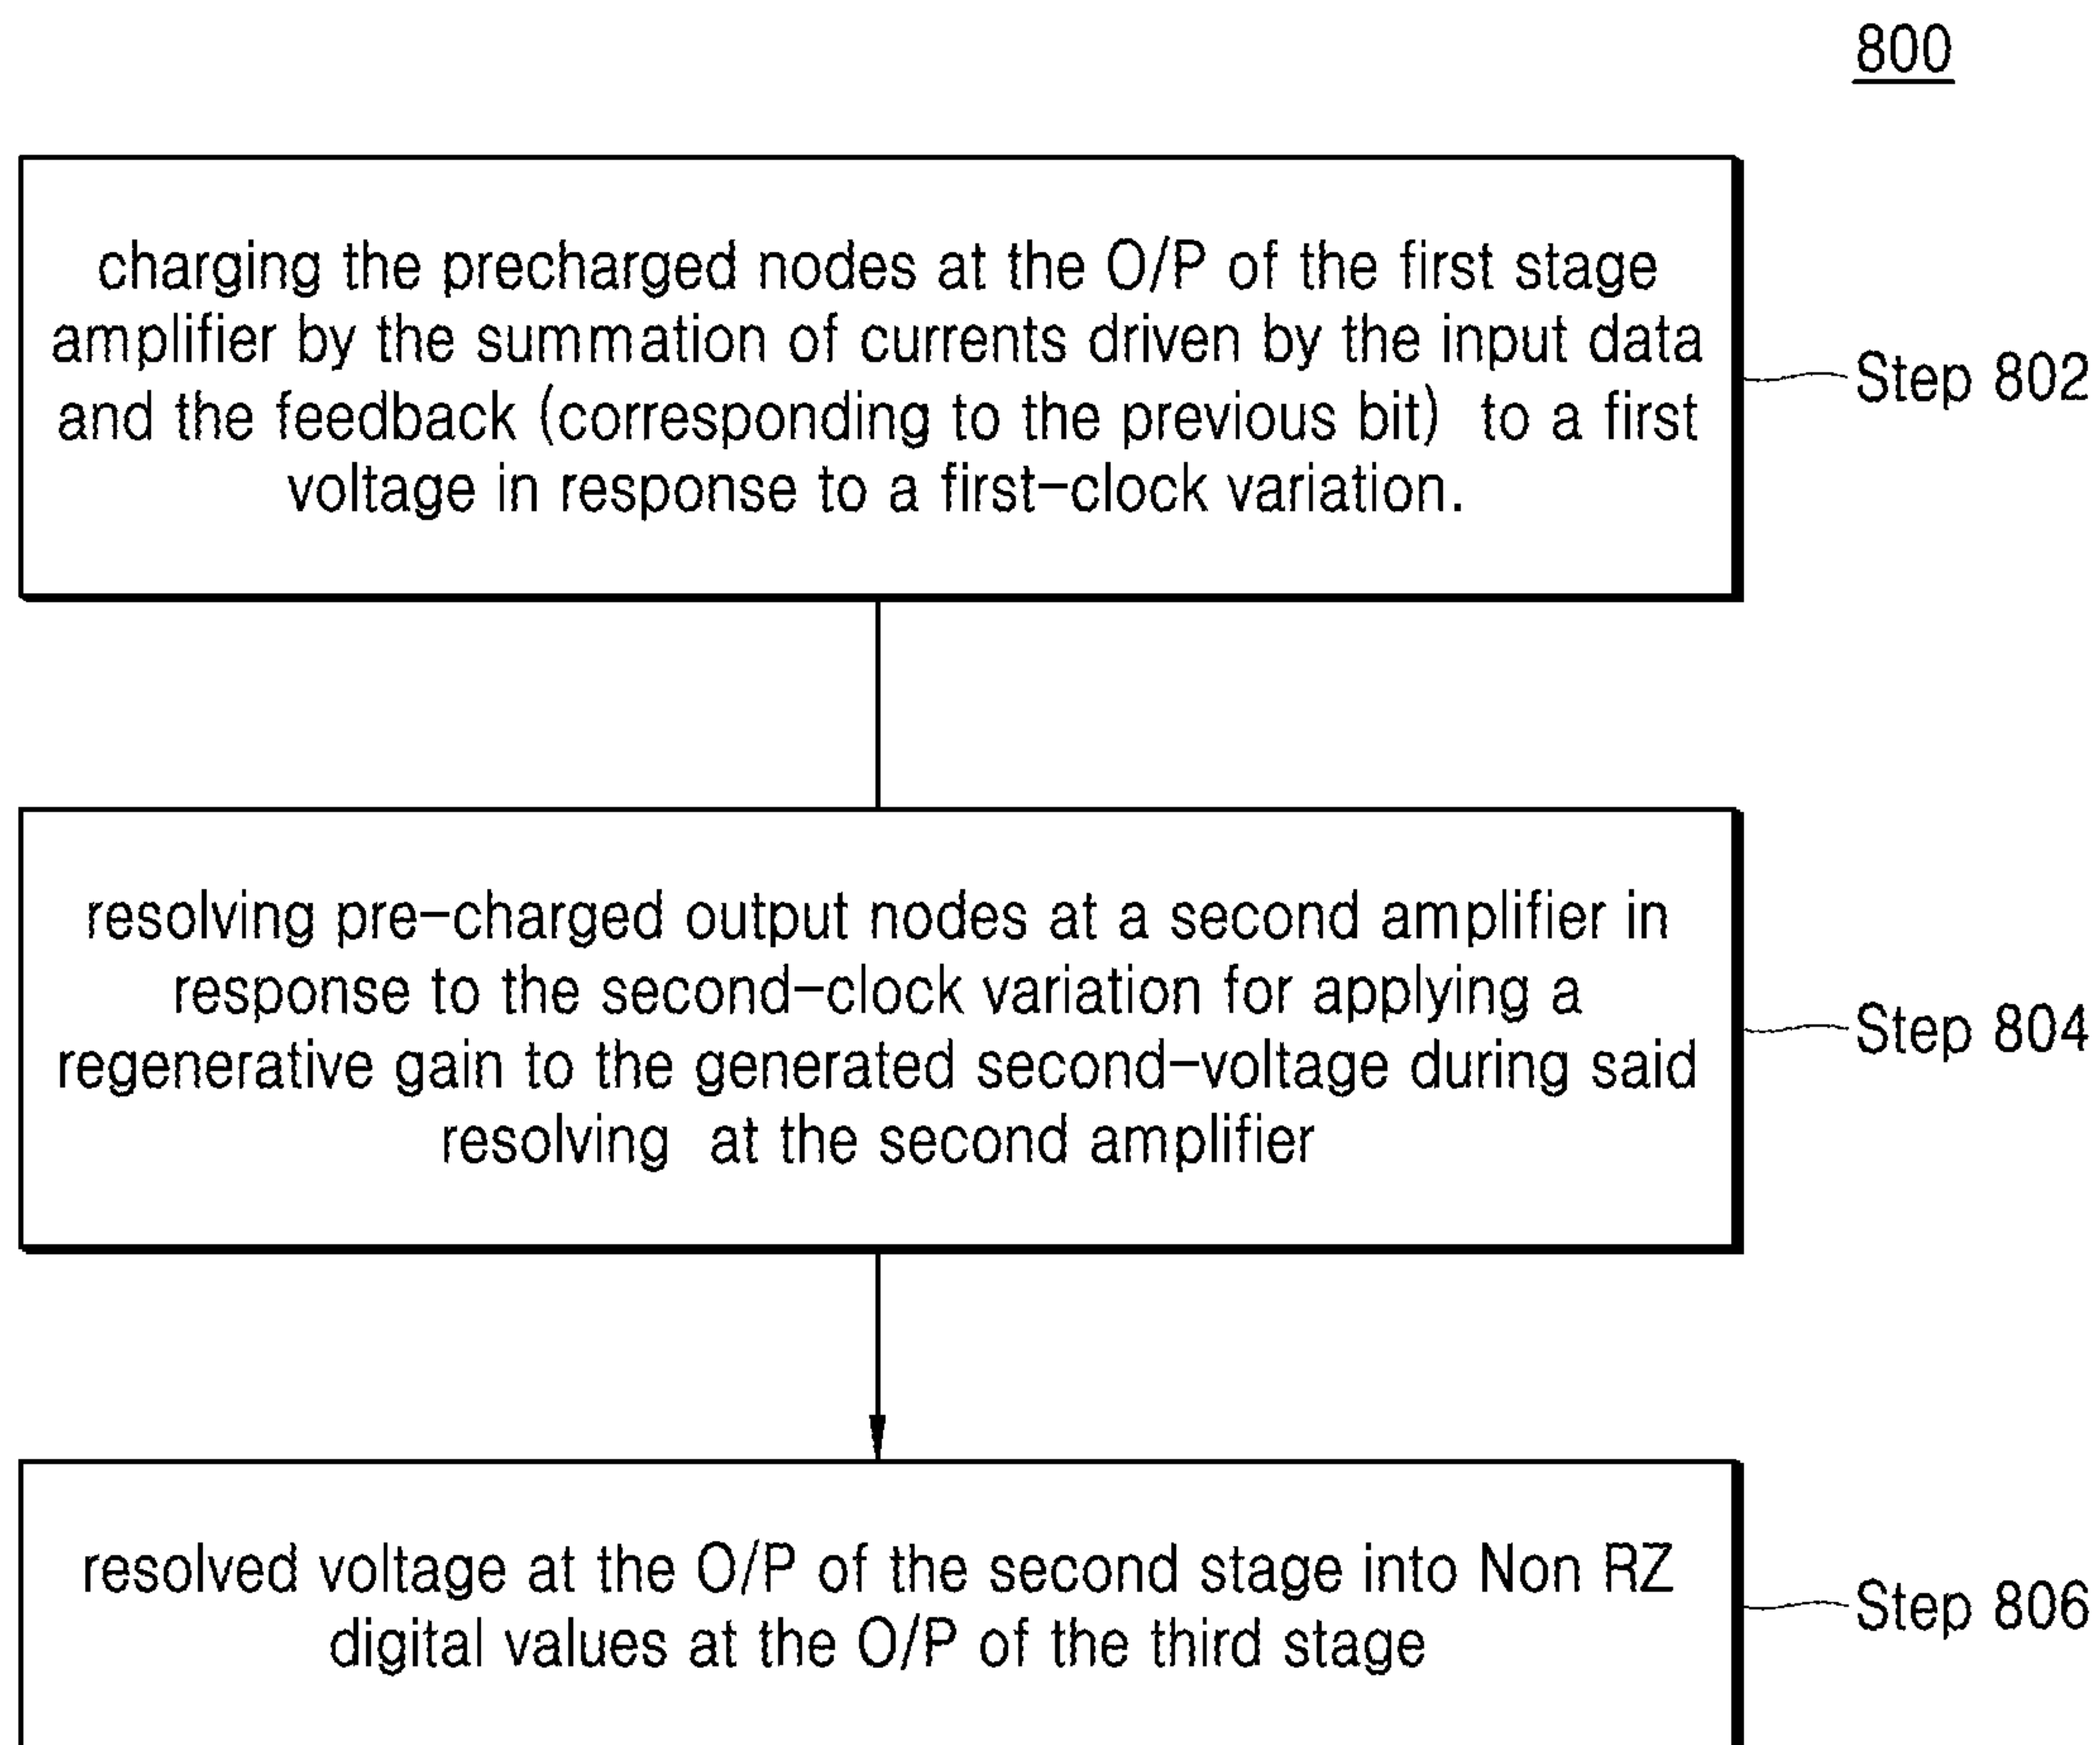 800
charging the precharged nodes at the O/P of the first stage
amplifier by the summation of currents driven by the input data
and the feedback (corresponding to the previous bit) to a first
voltage in response to a first-clock variation.
Step 802
resolving pre-charged output nodes at a second amplifier in
response to the second-clock variation for applying a
regenerative gain to the generated second-voltage during said
resolving at the second amplifier
Step 804
resolved voltage at the O/P of the second stage into Non RZ
digital values at the O/P of the third stage
Step 806